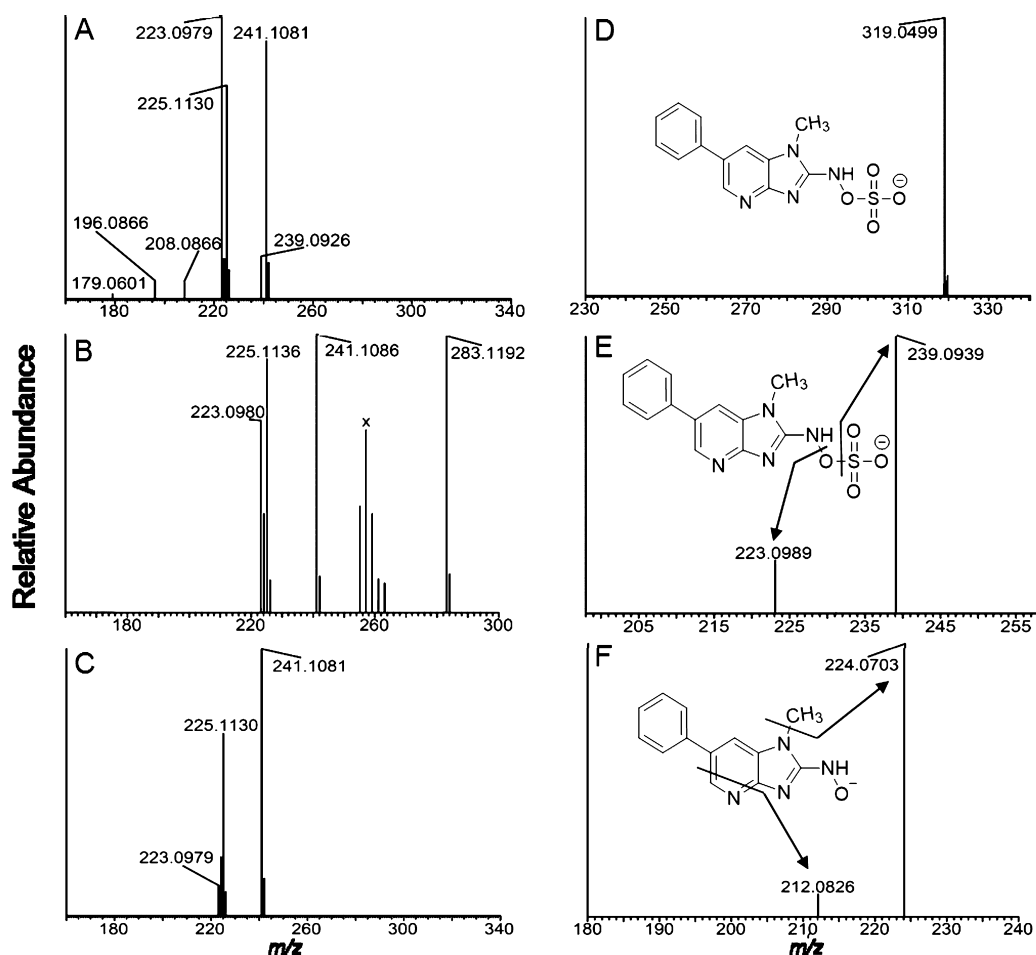 Relative Abundance
A
223.0979
241.1081
225.1130
196.0866
208.0866
239.0926
179.0601
180 220 260 300 340
B
225.1136
241.1086
283.1192
223.0980
x
180 220 260 300
C
241.1081
225.1130
223.0979
220 260 300 340
m/z
D
319.0499
CH3
N
NH
N
N
O
O–S–O
⊖
O
230 250 270 290 310 330
E
239.0939
CH3
N
NH
N
N
O
O–S–O
⊖
O
223.0989
205 215 225 235 245 255
F
224.0703
CH3
N
NH
N
N
O−
212.0826
180 190 200 210 220 230 240
m/z